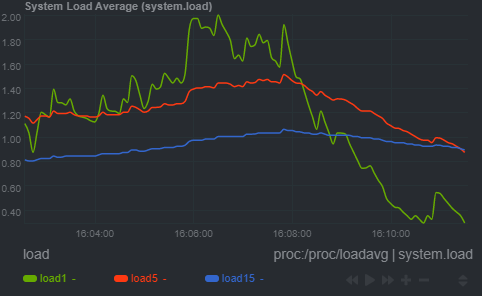 System Load Average (system.load)
2.00
1.80
1.60
1.40
1.20
1.00
0.80
0.60
0.40
16:04:00 16:06:00 16:08:00 16:10:00
load proc:/proc/loadavg | system.load
load1 - load5 - load15 -